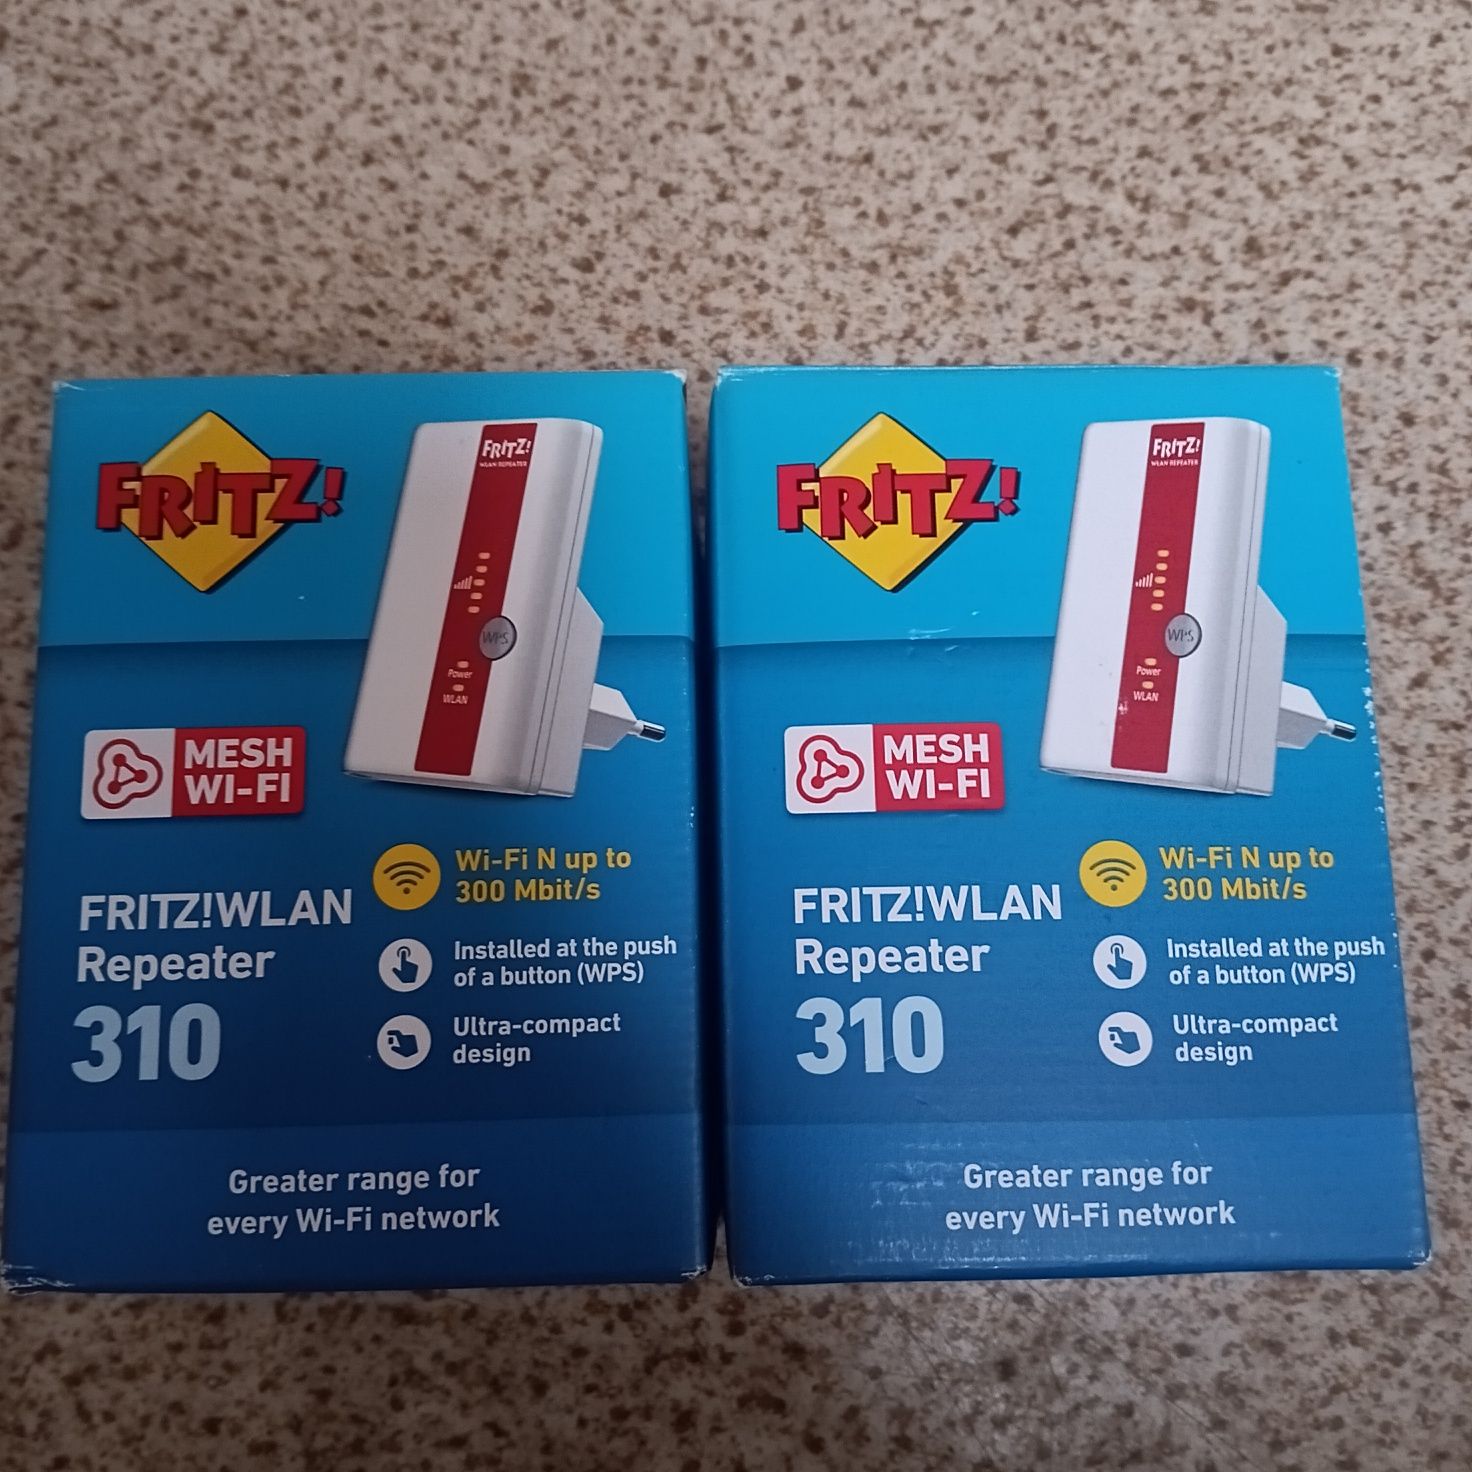 FRITZ!
FRITZ!
WLAN REPEATER
WPS
Power
WLAN
MESH
WI-FI
Wi-Fi N up to
300 Mbit/s
FRITZ!WLAN
Repeater
310
Installed at the push
of a button (WPS)
Ultra-compact
design
Greater range for
every Wi-Fi network
FRITZ!
FRITZ!
WLAN REPEATER
WPS
Power
WLAN
MESH
WI-FI
Wi-Fi N up to
300 Mbit/s
FRITZ!WLAN
Repeater
310
Installed at the push
of a button (WPS)
Ultra-compact
design
Greater range for
every Wi-Fi network